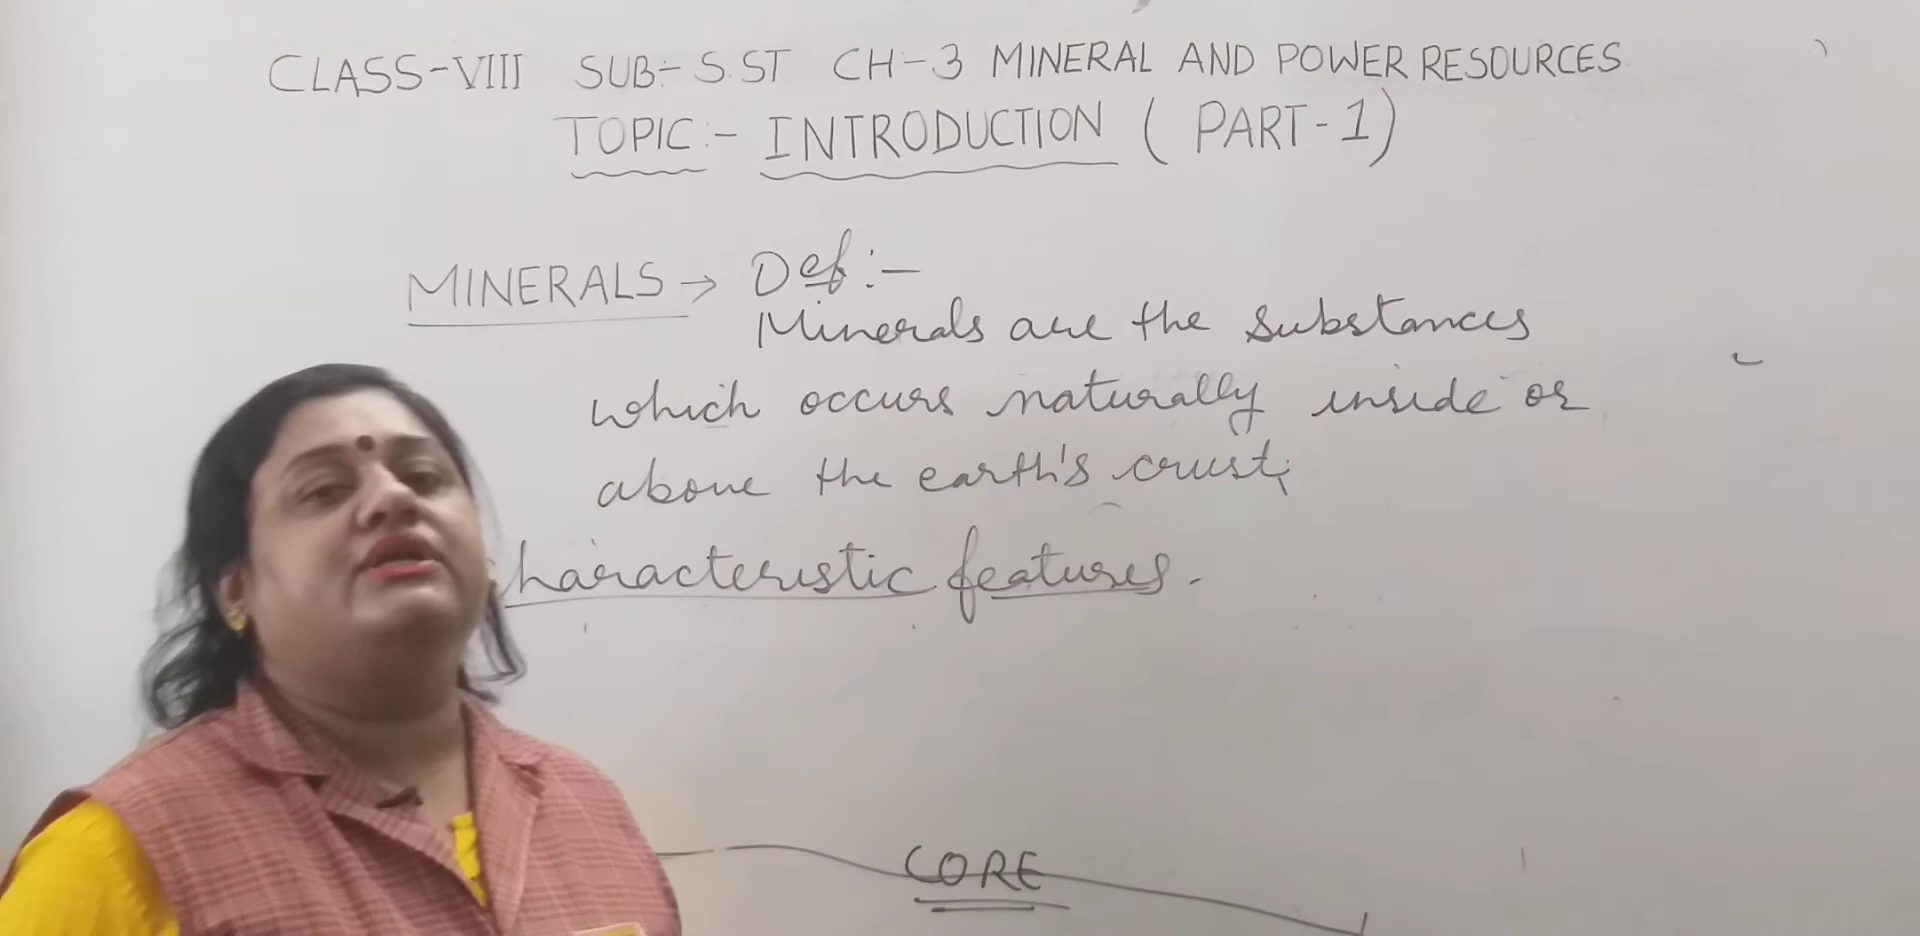 CLASS-VIII SUB:- S.ST CH-3 MINERAL AND POWER RESOURCES
TOPIC:- INTRODUCTION ( PART-1)
MINERALS → Def:-
Minerals are the substances
which occurs naturally inside or
above the earth's crust;
haracteristic features.
CORE